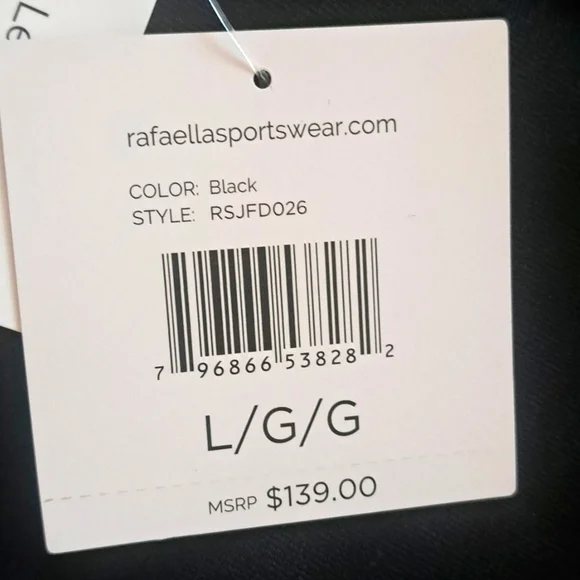 rafaellasportswear.com
COLOR: Black
STYLE: RSJFD026
7 96866 53828 2
L/G/G
MSRP $139.00